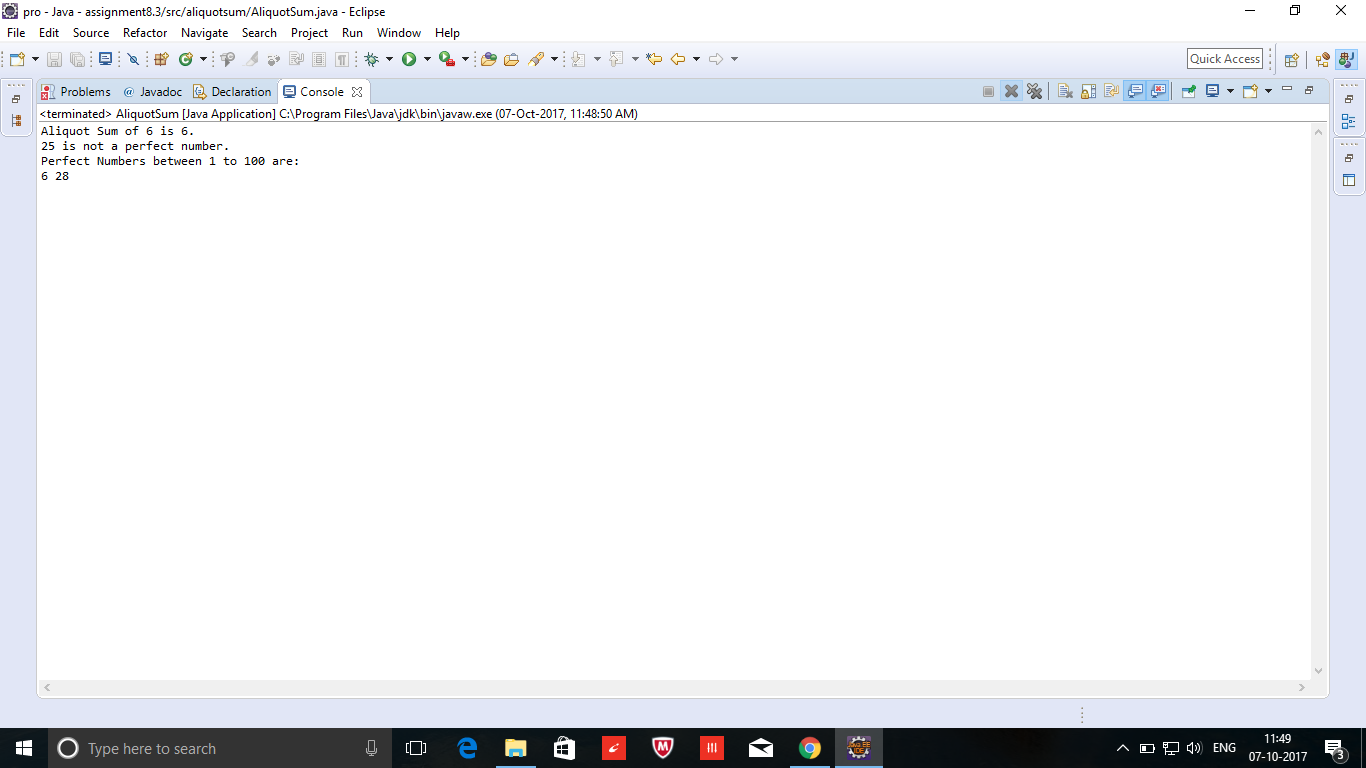 pro - Java - assignment8.3/src/aliquotsum/AliquotSum.java - Eclipse
File Edit Source Refactor Navigate Search Project Run Window Help
Quick Access
Problems @ Javadoc Declaration Console
<terminated> AliquotSum [Java Application] C:\Program Files\Java\jdk\bin\javaw.exe (07-Oct-2017, 11:48:50 AM)
Aliquot Sum of 6 is 6.
25 is not a perfect number.
Perfect Numbers between 1 to 100 are:
6 28
Type here to search
ENG
11:49
07-10-2017
3